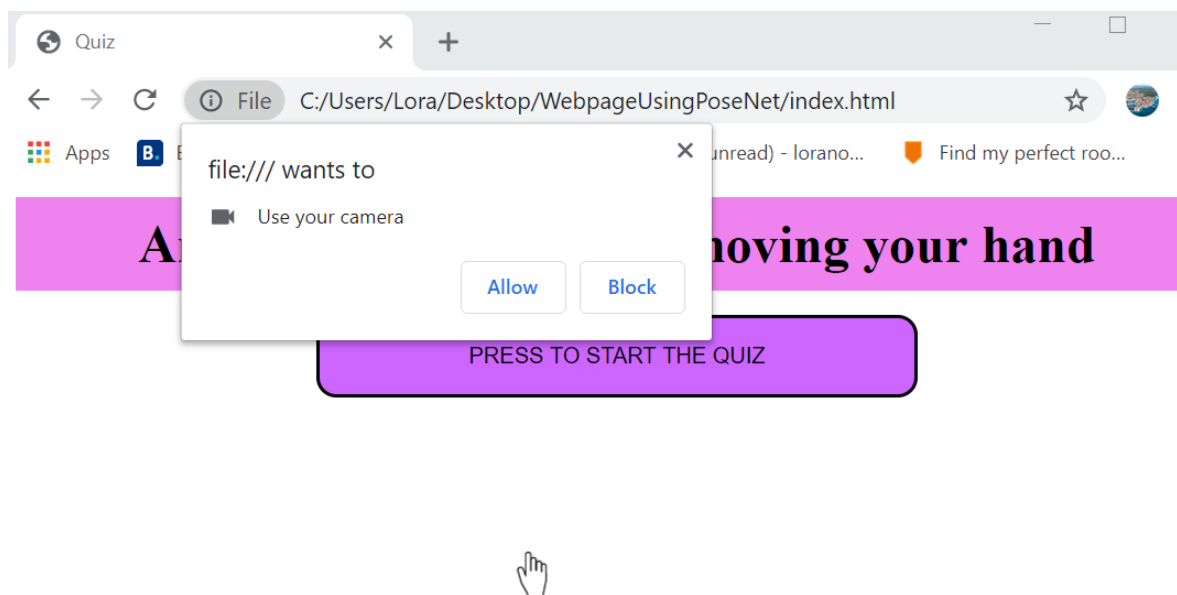 Quiz
File C:/Users/Lora/Desktop/WebpageUsingPoseNet/index.html
Apps B. unread) - lorano... Find my perfect roo...
file:/// wants to
Use your camera
Allow Block
moving your hand
PRESS TO START THE QUIZ